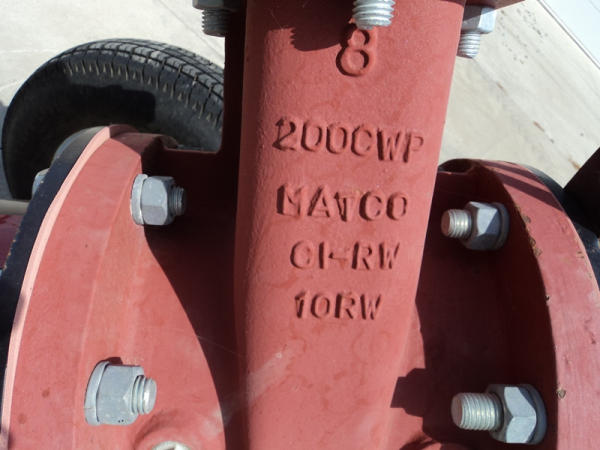 8
200CWP
MATCO
CI-RW
10RW